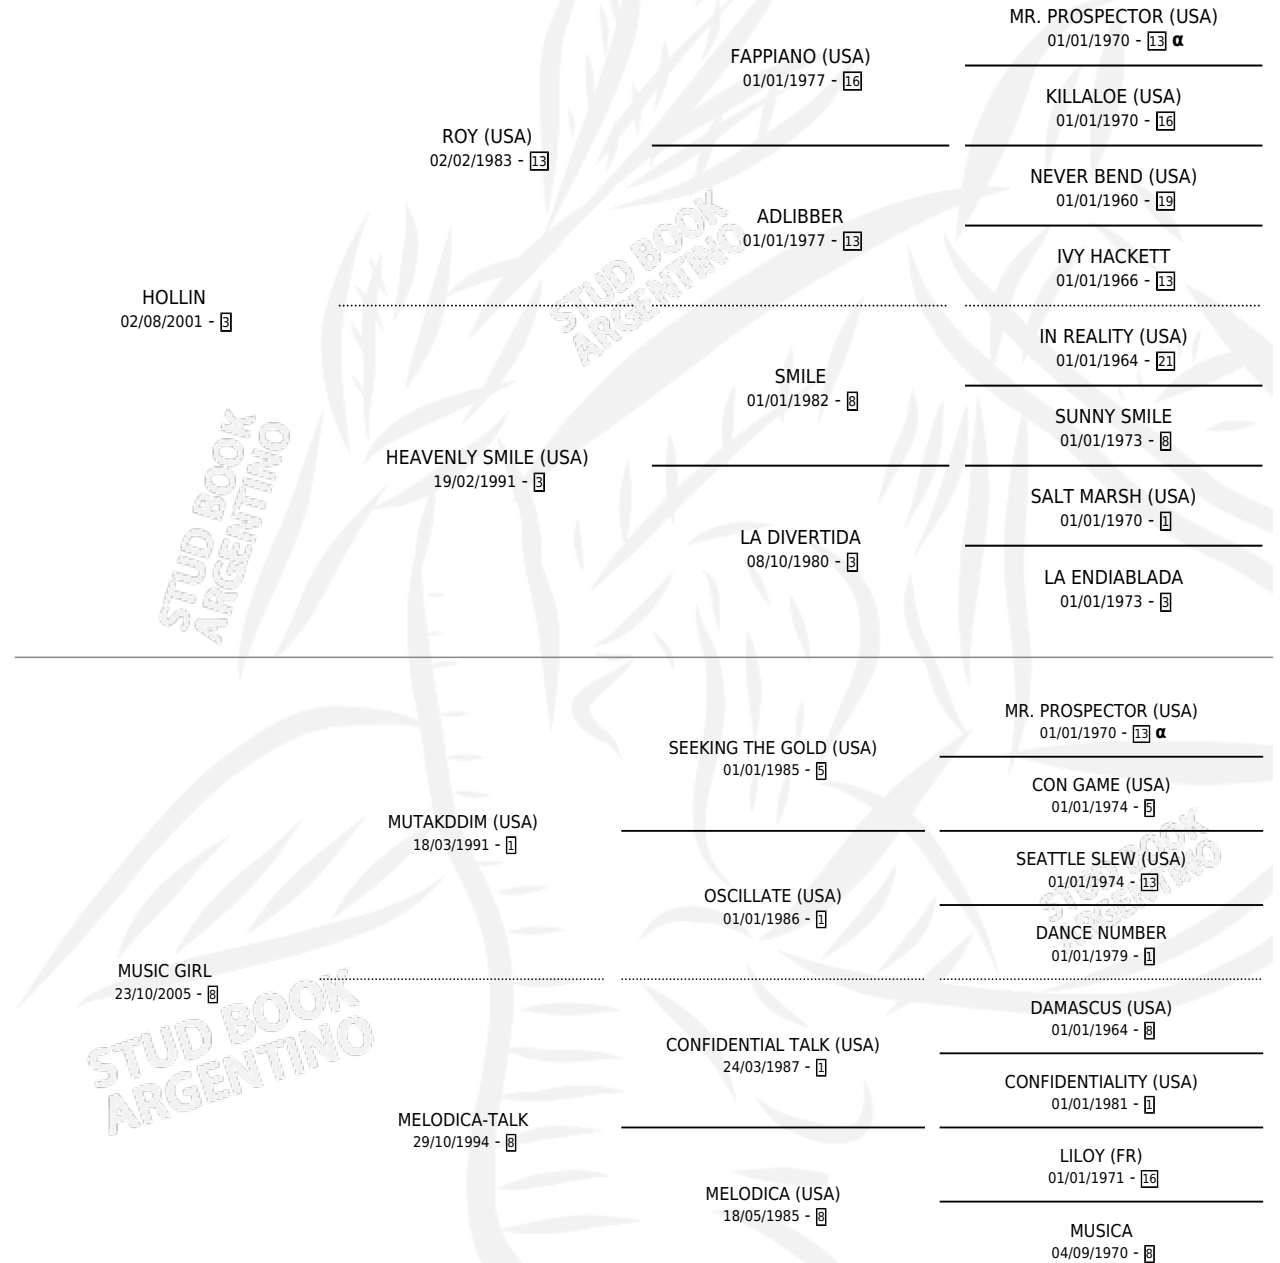 MR. PROSPECTOR (USA)
01/01/1970 - 13 α
FAPPIANO (USA)
01/01/1977 - 16
KILLALOE (USA)
01/01/1970 - 16
ROY (USA)
02/02/1983 - 13
NEVER BEND (USA)
01/01/1960 - 19
ADLIBBER
01/01/1977 - 13
IVY HACKETT
01/01/1966 - 13
HOLLIN
02/08/2001 - 3
IN REALITY (USA)
01/01/1964 - 21
SMILE
01/01/1982 - 8
SUNNY SMILE
01/01/1973 - 8
HEAVENLY SMILE (USA)
19/02/1991 - 3
SALT MARSH (USA)
01/01/1970 - 1
LA DIVERTIDA
08/10/1980 - 3
LA ENDIABLADA
01/01/1973 - 3
MR. PROSPECTOR (USA)
01/01/1970 - 13 α
SEEKING THE GOLD (USA)
01/01/1985 - 5
CON GAME (USA)
01/01/1974 - 5
MUTAKDDIM (USA)
18/03/1991 - 1
SEATTLE SLEW (USA)
01/01/1974 - 13
OSCILLATE (USA)
01/01/1986 - 1
DANCE NUMBER
01/01/1979 - 1
MUSIC GIRL
23/10/2005 - 8
DAMASCUS (USA)
01/01/1964 - 8
CONFIDENTIAL TALK (USA)
24/03/1987 - 1
CONFIDENTIALITY (USA)
01/01/1981 - 1
MELODICA-TALK
29/10/1994 - 8
LILOY (FR)
01/01/1971 - 16
MELODICA (USA)
18/05/1985 - 8
MUSICA
04/09/1970 - 8
STUD BOOK
ARGENTINO
STUD BOOK
ARGENTINO
STUD BOOK
ARGENTINO
STUD BOOK
ARGENTINO